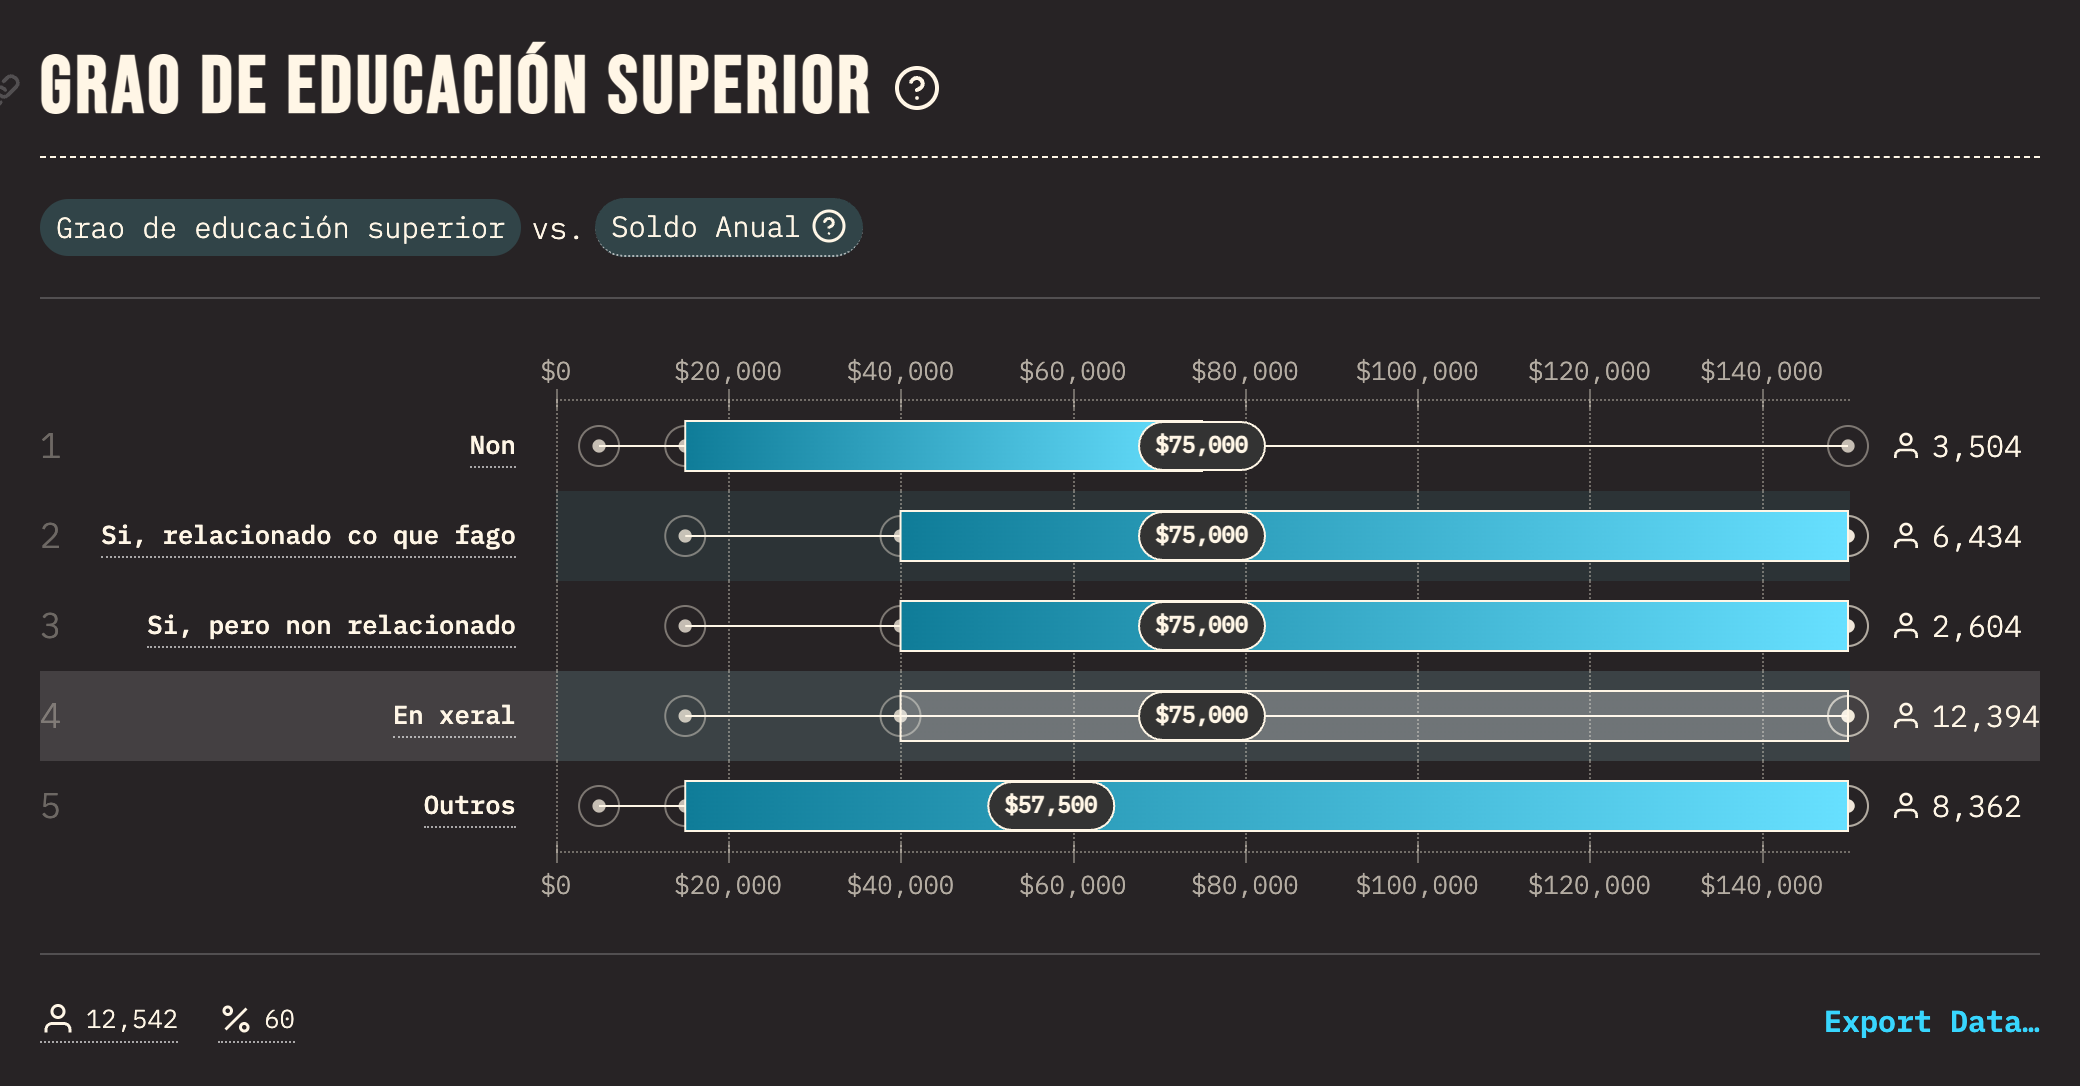 GRAO DE EDUCACIÓN SUPERIOR ?
Grao de educación superior vs. Soldo Anual ?
$0 $20,000 $40,000 $60,000 $80,000 $100,000 $120,000 $140,000
1 Non $75,000 3,504
2 Si, relacionado co que fago $75,000 6,434
3 Si, pero non relacionado $75,000 2,604
4 En xeral $75,000 12,394
5 Outros $57,500 8,362
$0 $20,000 $40,000 $60,000 $80,000 $100,000 $120,000 $140,000
12,542 % 60 Export Data…